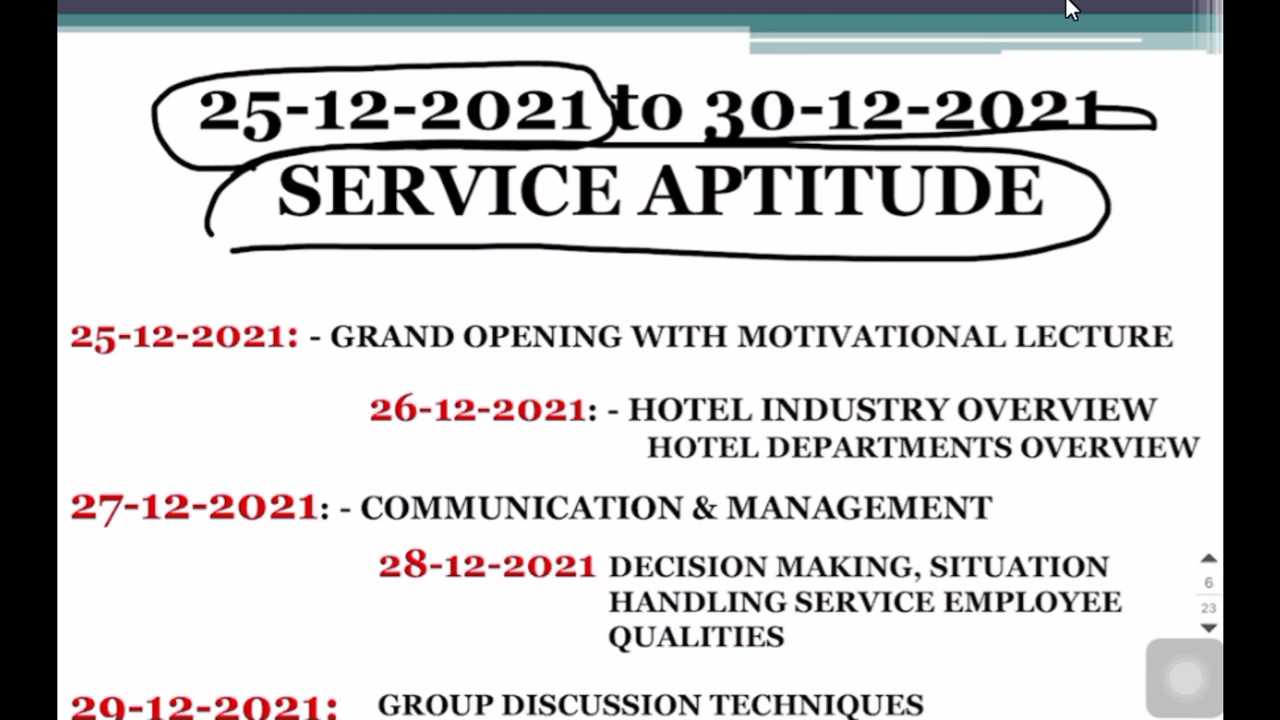 25-12-2021 to 30-12-2021
SERVICE APTITUDE
25-12-2021: - GRAND OPENING WITH MOTIVATIONAL LECTURE
26-12-2021: - HOTEL INDUSTRY OVERVIEW
HOTEL DEPARTMENTS OVERVIEW
27-12-2021: - COMMUNICATION & MANAGEMENT
28-12-2021 DECISION MAKING, SITUATION
HANDLING SERVICE EMPLOYEE
QUALITIES
6
23
29-12-2021: GROUP DISCUSSION TECHNIQUES